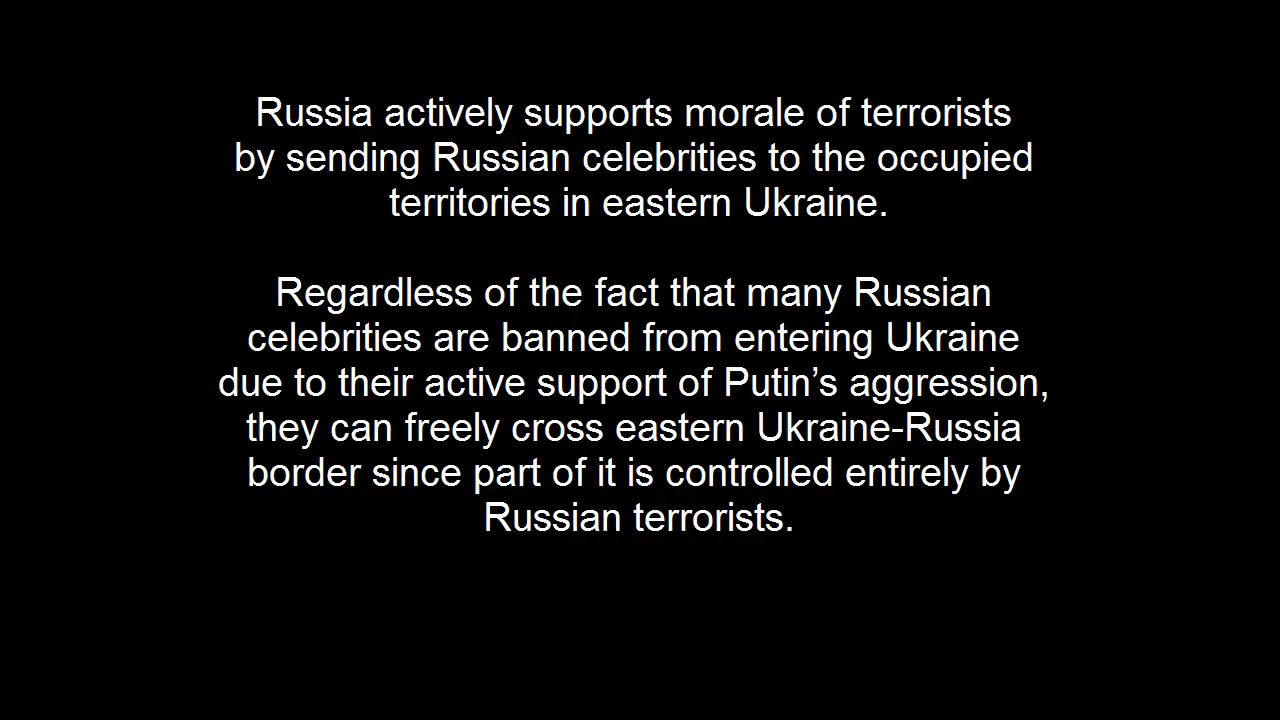 Russia actively supports morale of terrorists
by sending Russian celebrities to the occupied
territories in eastern Ukraine.
Regardless of the fact that many Russian
celebrities are banned from entering Ukraine
due to their active support of Putin’s aggression,
they can freely cross eastern Ukraine-Russia
border since part of it is controlled entirely by
Russian terrorists.